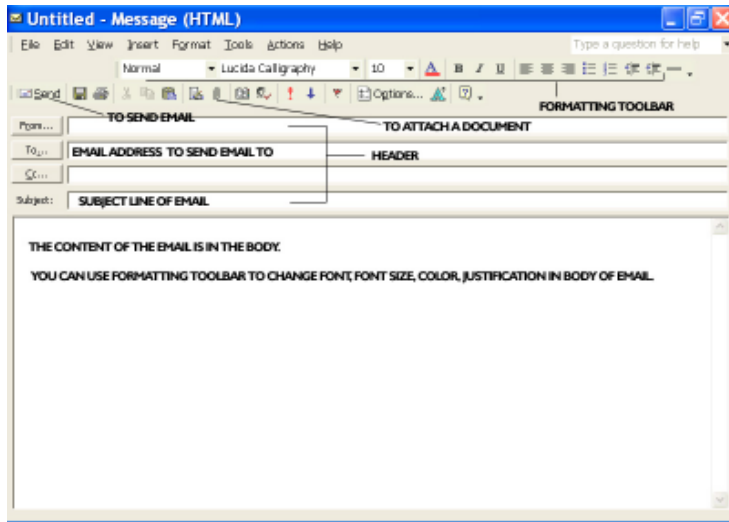 Untitled - Message (HTML)
File Edit View Insert Format Tools Actions Help Type a question for help
Normal Lucida Calligraphy 10 A B I U
Send Options...
FORMATTING TOOLBAR
TO SEND EMAIL
From... TO ATTACH A DOCUMENT
To... EMAIL ADDRESS TO SEND EMAIL TO HEADER
Cc...
Subject: SUBJECT LINE OF EMAIL
THE CONTENT OF THE EMAIL IS IN THE BODY.
YOU CAN USE FORMATTING TOOLBAR TO CHANGE FONT, FONT SIZE, COLOR, JUSTIFICATION IN BODY OF EMAIL.